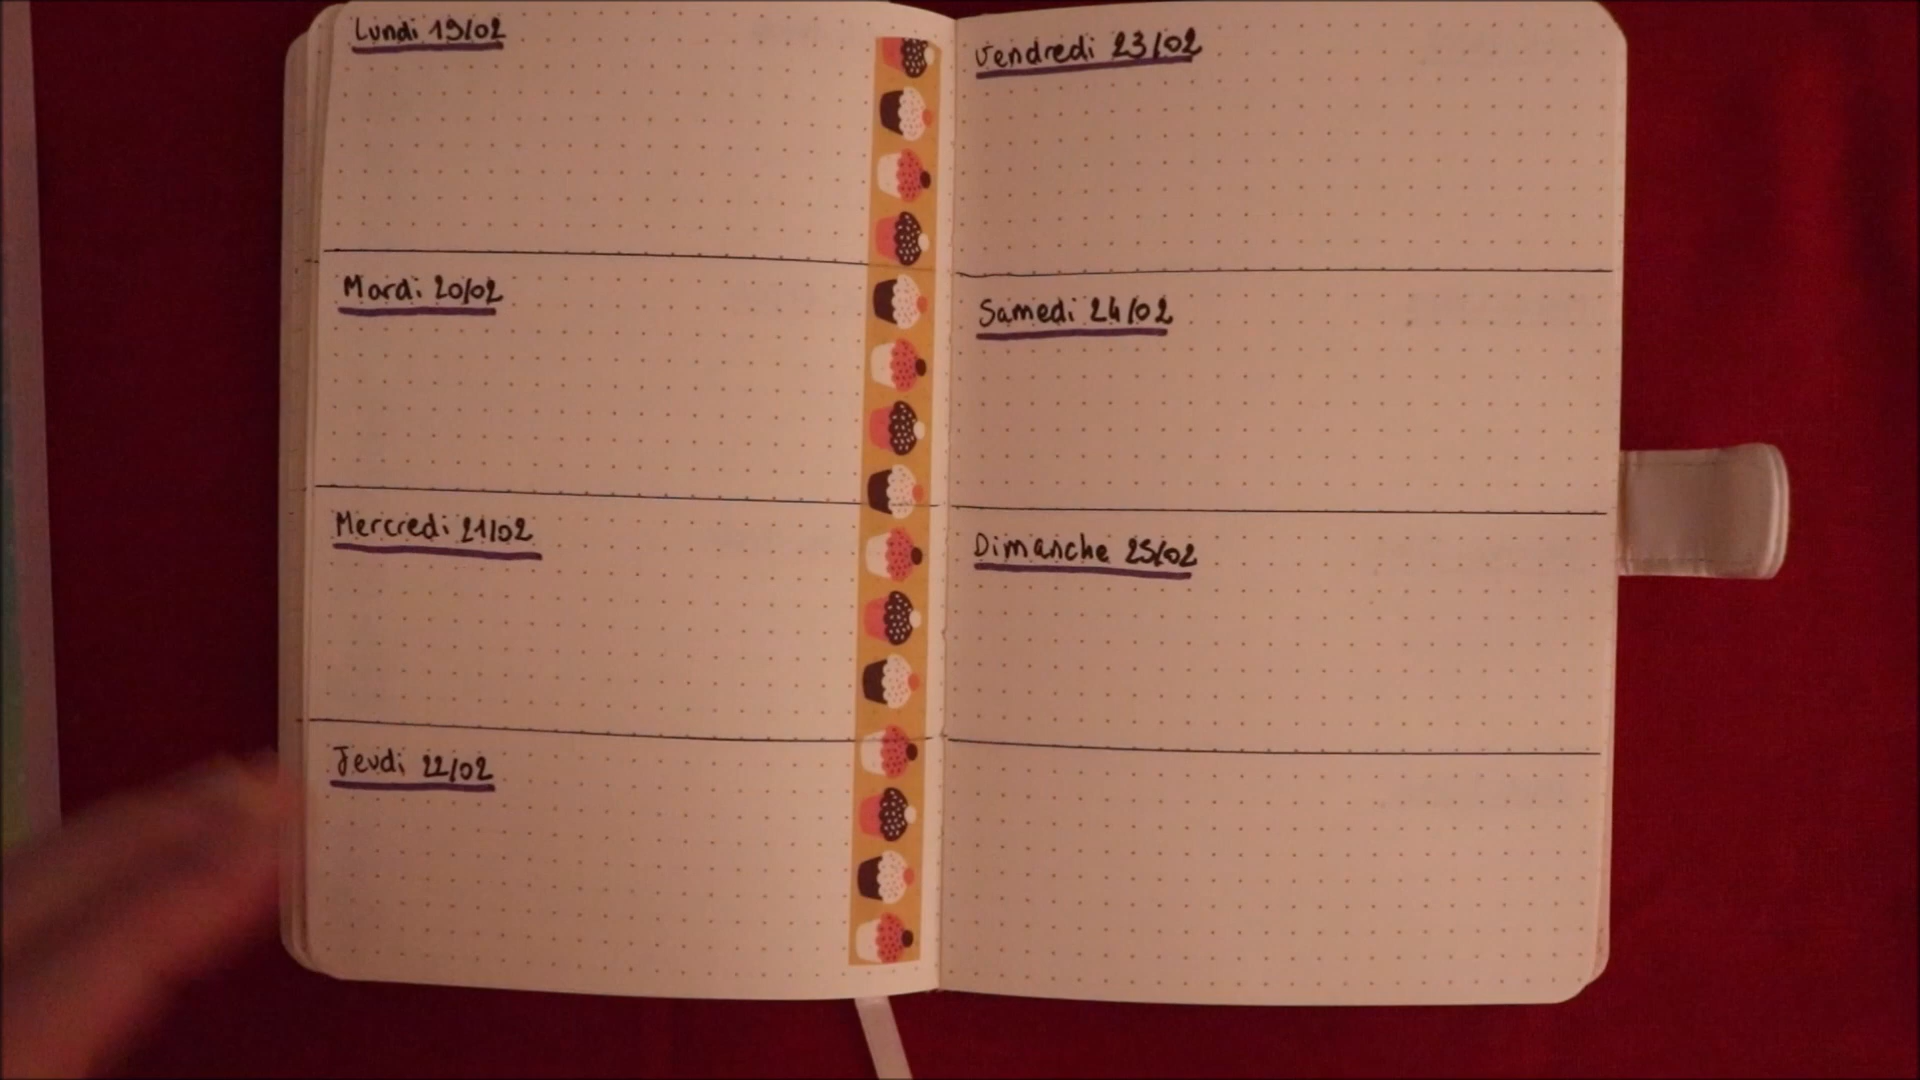 Lundi 19/02
Mardi 20/02
Mercredi 21/02
Jeudi 22/02
Vendredi 23/02
Samedi 24/02
Dimanche 25/02